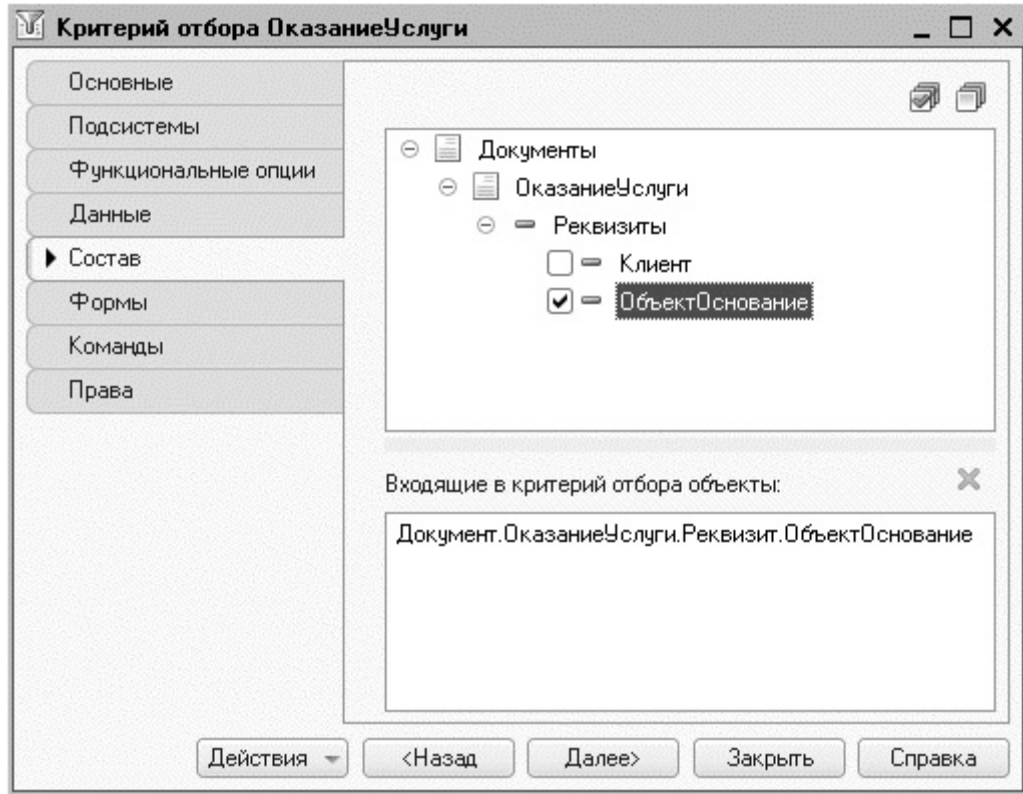 Критерий отбора ОказаниеУслуги
Основные
Подсистемы
Функциональные опции
Данные
Состав
Формы
Команды
Права
Документы
ОказаниеУслуги
Реквизиты
Клиент
ОбъектОснование
Входящие в критерий отбора объекты:
Документ.ОказаниеУслуги.Реквизит.ОбъектОснование
Действия
<Назад
Далее>
Закрыть
Справка